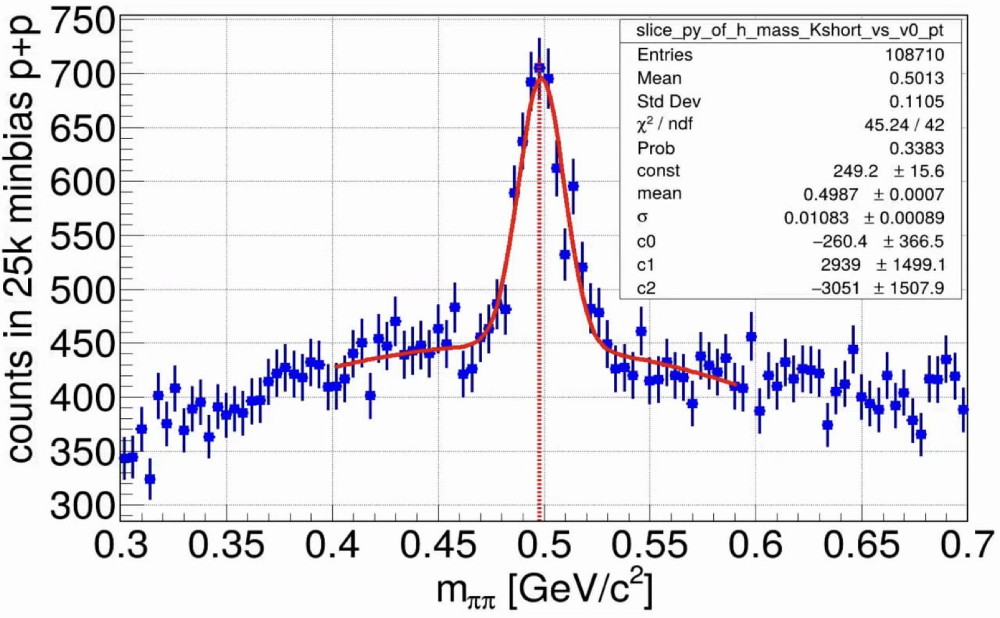 counts in 25k minbias p+p
750
700
650
600
550
500
450
400
350
300
slice_py_of_h_mass_Kshort_vs_v0_pt
Entries 108710
Mean 0.5013
Std Dev 0.1105
χ² / ndf 45.24 / 42
Prob 0.3383
const 249.2 ± 15.6
mean 0.4987 ± 0.0007
σ 0.01083 ± 0.00089
c0 −260.4 ± 366.5
c1 2939 ± 1499.1
c2 −3051 ± 1507.9
0.3 0.35 0.4 0.45 0.5 0.55 0.6 0.65 0.7
mππ [GeV/c²]